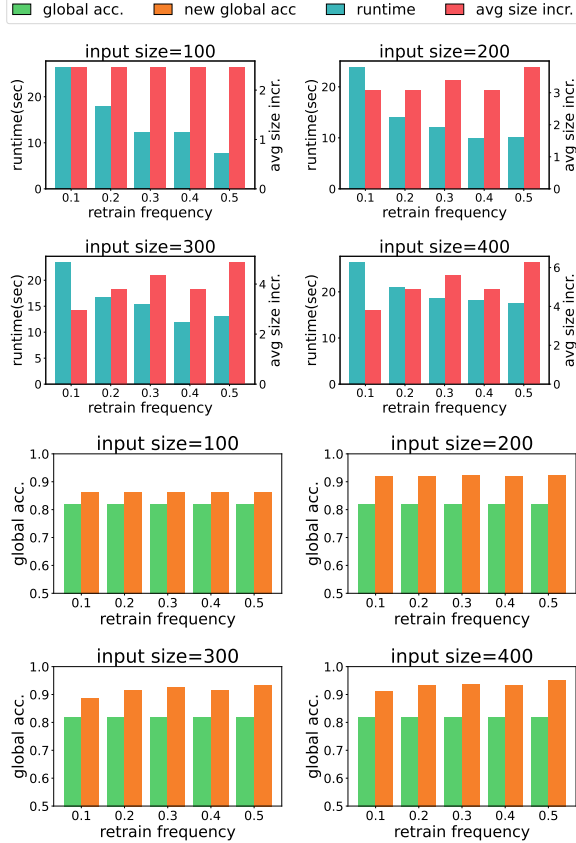 global acc. new global acc runtime avg size incr.
input size=100
runtime(sec)
20
10
0
2
1
0
avg size incr.
0.1 0.2 0.3 0.4 0.5
retrain frequency
input size=200
runtime(sec)
20
10
0
3
2
1
0
avg size incr.
0.1 0.2 0.3 0.4 0.5
retrain frequency
input size=300
runtime(sec)
20
15
10
5
0
4
2
0
avg size incr.
0.1 0.2 0.3 0.4 0.5
retrain frequency
input size=400
runtime(sec)
20
10
0
6
4
2
0
avg size incr.
0.1 0.2 0.3 0.4 0.5
retrain frequency
input size=100
global acc.
1.0
0.9
0.8
0.7
0.6
0.5
0.1 0.2 0.3 0.4 0.5
retrain frequency
input size=200
global acc.
1.0
0.9
0.8
0.7
0.6
0.5
0.1 0.2 0.3 0.4 0.5
retrain frequency
input size=300
global acc.
1.0
0.9
0.8
0.7
0.6
0.5
0.1 0.2 0.3 0.4 0.5
retrain frequency
input size=400
global acc.
1.0
0.9
0.8
0.7
0.6
0.5
0.1 0.2 0.3 0.4 0.5
retrain frequency